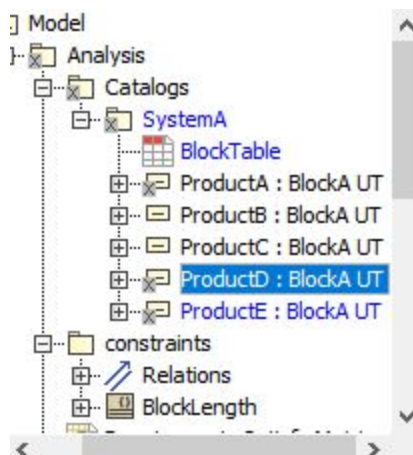 Model
Analysis
Catalogs
SystemA
BlockTable
ProductA : BlockA UT
ProductB : BlockA UT
ProductC : BlockA UT
ProductD : BlockA UT
ProductE : BlockA UT
constraints
Relations
BlockLength